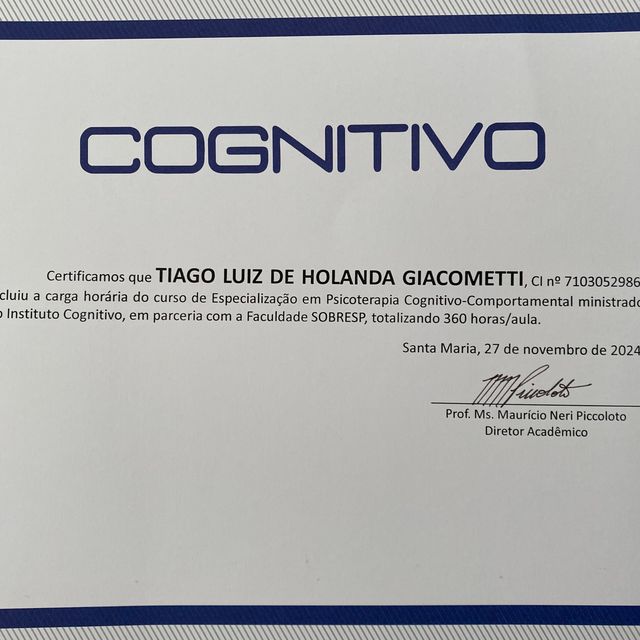 COGNITIVO
Certificamos que TIAGO LUIZ DE HOLANDA GIACOMETTI, CI nº 7103052986
cluiu a carga horária do curso de Especialização em Psicoterapia Cognitivo-Comportamental ministrado
o Instituto Cognitivo, em parceria com a Faculdade SOBRESP, totalizando 360 horas/aula.
Santa Maria, 27 de novembro de 2024
Prof. Ms. Maurício Neri Piccoloto
Diretor Acadêmico